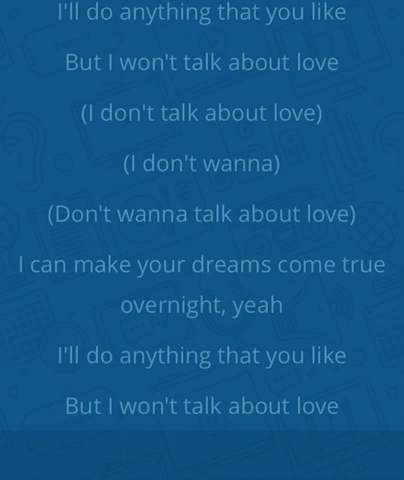 I'll do anything that you like
But I won't talk about love
(I don't talk about love)
(I don't wanna)
(Don't wanna talk about love)
I can make your dreams come true
overnight, yeah
I'll do anything that you like
But I won't talk about love